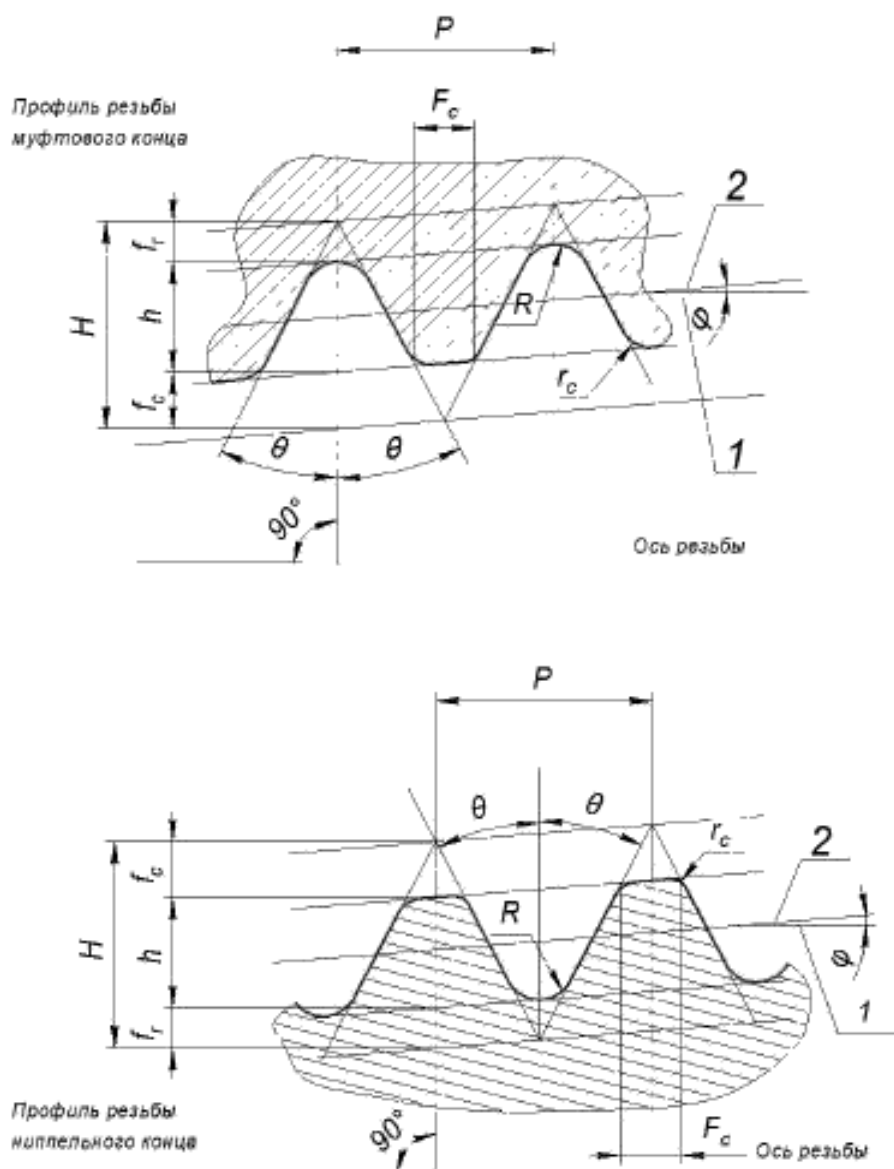 P
Профиль резьбы
муфтового конца
F_c
2
f_r
h
H
R
φ
f_c
r_c
θ
θ
1
90°
Ось резьбы
P
θ
θ
r_c
2
f_c
R
H
h
φ
1
f_r
Профиль резьбы
ниппельного конца
90°
F_c
Ось резьбы